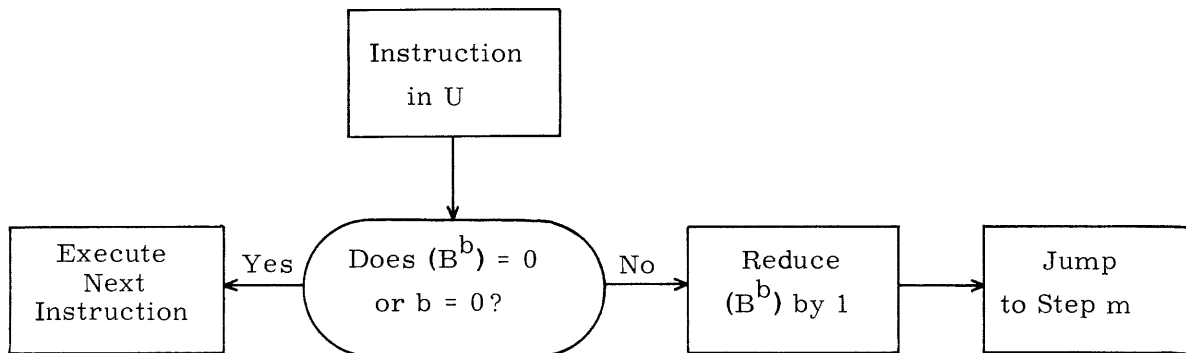 Instruction
in U
Execute
Next
Instruction
Yes
Does (B^b) = 0
or b = 0?
No
Reduce
(B^b) by 1
Jump
to Step m